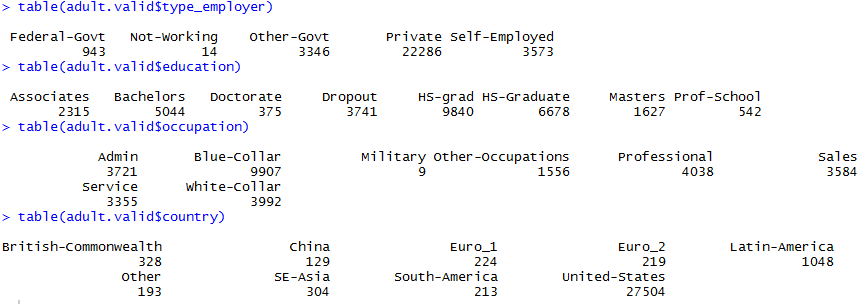 > table(adult.valid$type_employer)
Federal-Govt Not-Working Other-Govt Private Self-Employed
943 14 3346 22286 3573
> table(adult.valid$education)
Associates Bachelors Doctorate Dropout HS-grad HS-Graduate Masters Prof-School
2315 5044 375 3741 9840 6678 1627 542
> table(adult.valid$occupation)
Admin Blue-Collar Military Other-Occupations Professional Sales
3721 9907 9 1556 4038 3584
Service White-Collar
3355 3992
> table(adult.valid$country)
British-Commonwealth China Euro_1 Euro_2 Latin-America
328 129 224 219 1048
Other SE-Asia South-America United-States
193 304 213 27504